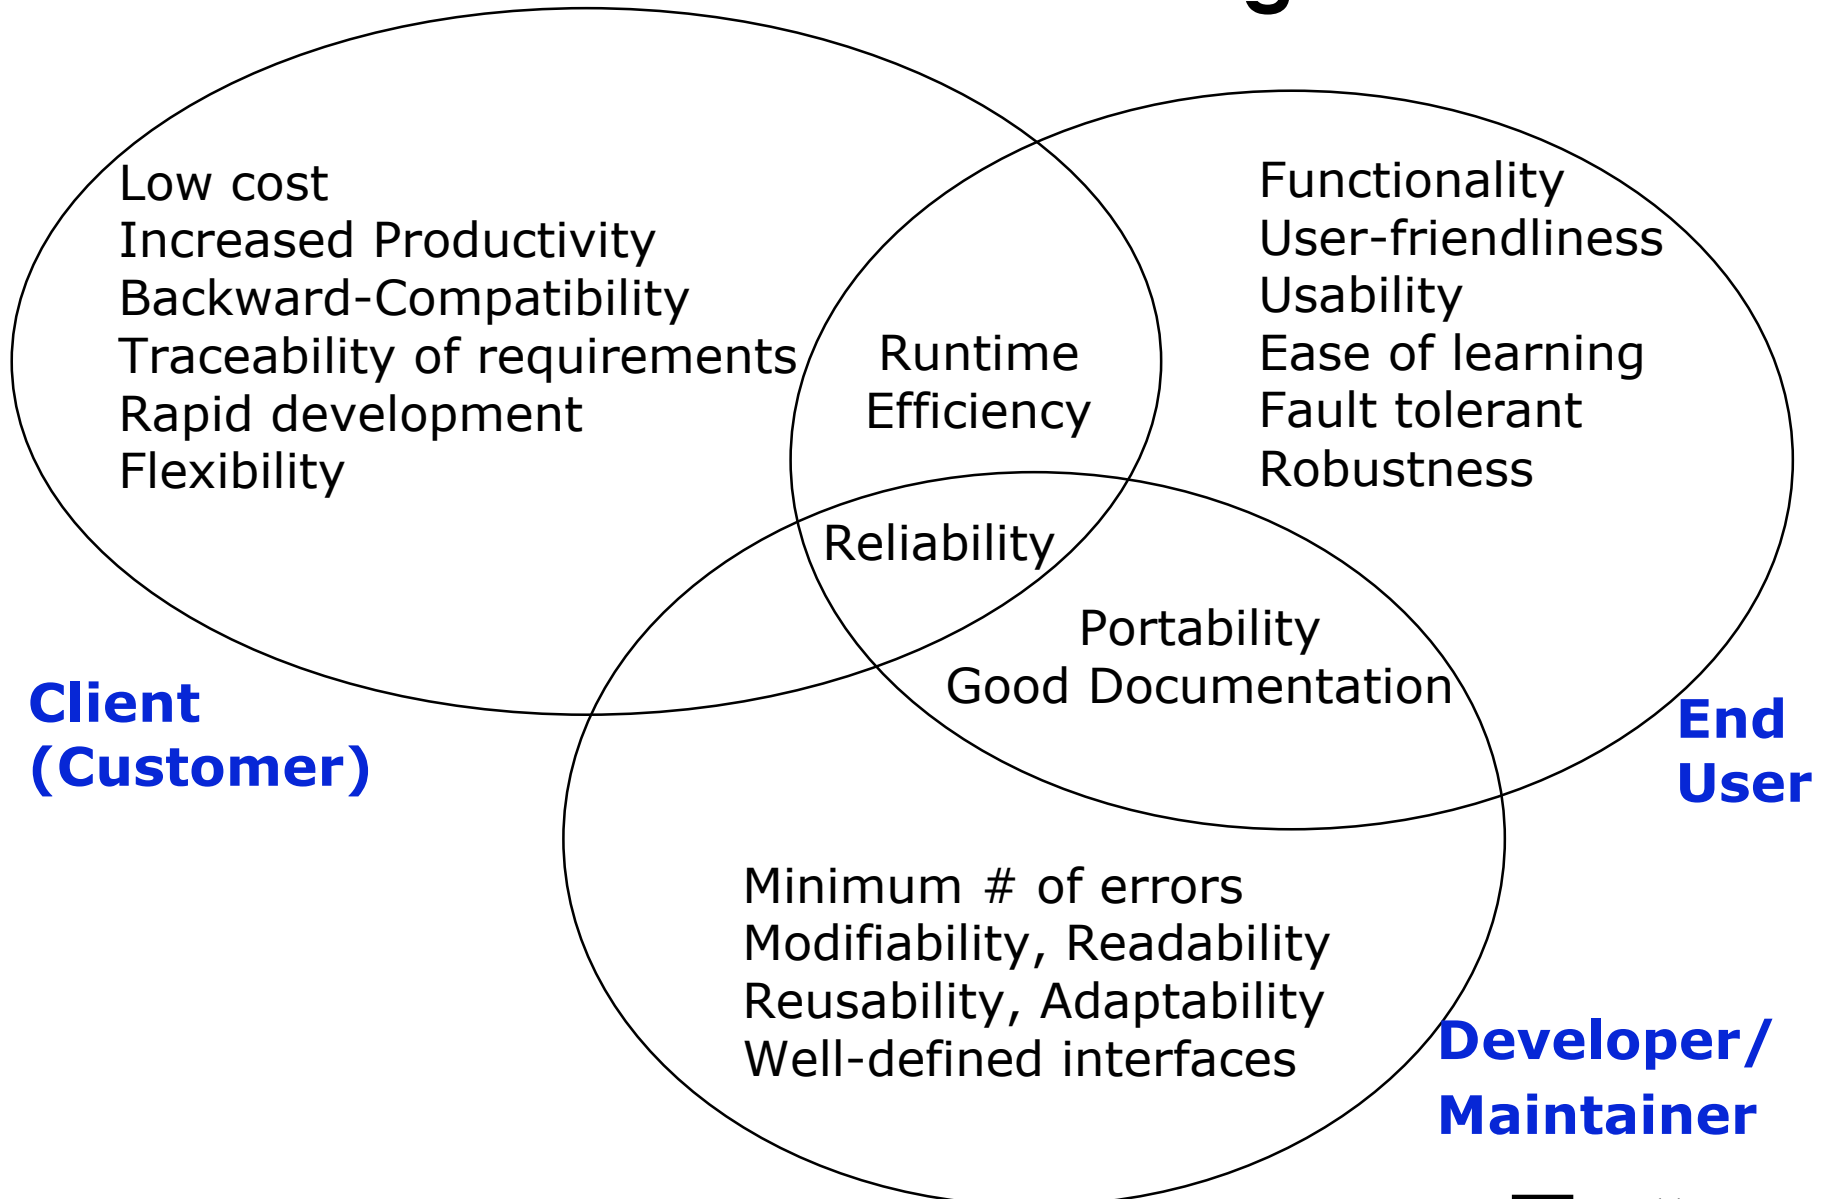 Low cost
Increased Productivity
Backward-Compatibility
Traceability of requirements
Rapid development
Flexibility
Runtime
Efficiency
Functionality
User-friendliness
Usability
Ease of learning
Fault tolerant
Robustness
Reliability
Portability
Good Documentation
Client
(Customer)
End
User
Minimum # of errors
Modifiability, Readability
Reusability, Adaptability
Well-defined interfaces
Developer/
Maintainer